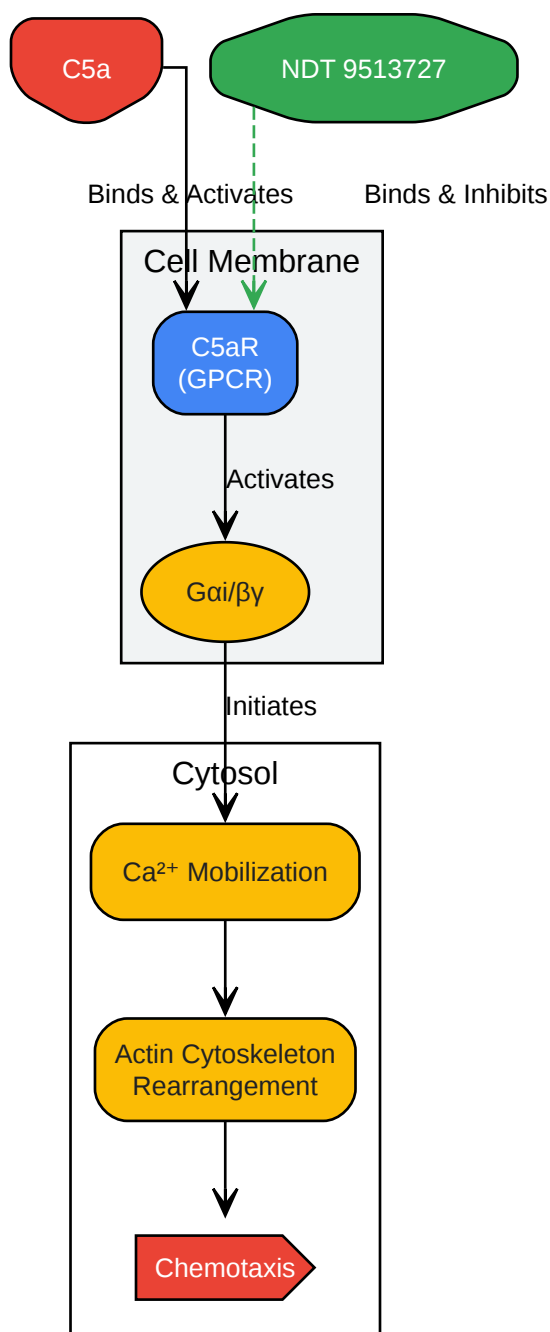 C5a
NDT 9513727
Binds & Activates
Binds & Inhibits
Cell Membrane
C5aR
(GPCR)
Activates
Gαi/βγ
Initiates
Cytosol
Ca²⁺ Mobilization
Actin Cytoskeleton
Rearrangement
Chemotaxis